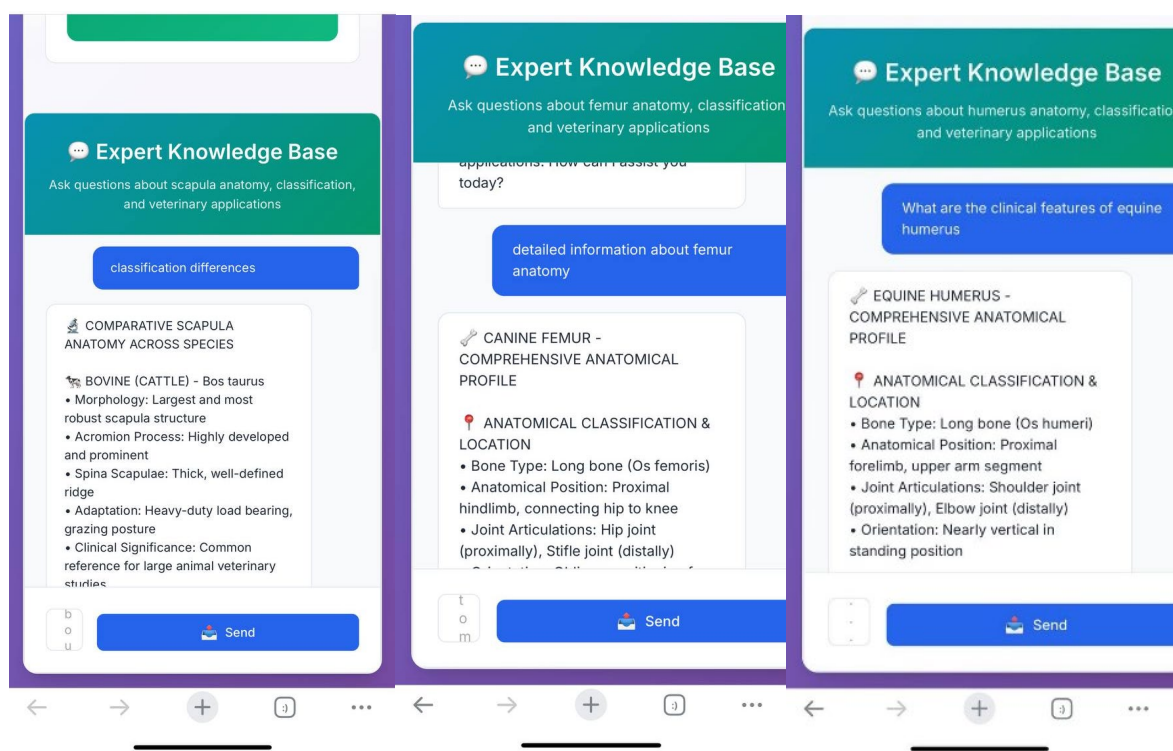 💬 Expert Knowledge Base
Ask questions about scapula anatomy, classification,
and veterinary applications
classification differences
🔬 COMPARATIVE SCAPULA
ANATOMY ACROSS SPECIES
🐄 BOVINE (CATTLE) - Bos taurus
• Morphology: Largest and most
robust scapula structure
• Acromion Process: Highly developed
and prominent
• Spina Scapulae: Thick, well-defined
ridge
• Adaptation: Heavy-duty load bearing,
grazing posture
• Clinical Significance: Common
reference for large animal veterinary
studies
b
o
u
📤 Send
💬 Expert Knowledge Base
Ask questions about femur anatomy, classification
and veterinary applications
applications. How can I assist you
today?
detailed information about femur
anatomy
🦴 CANINE FEMUR -
COMPREHENSIVE ANATOMICAL
PROFILE
📍 ANATOMICAL CLASSIFICATION &
LOCATION
• Bone Type: Long bone (Os femoris)
• Anatomical Position: Proximal
hindlimb, connecting hip to knee
• Joint Articulations: Hip joint
(proximally), Stifle joint (distally)
t
o
m
📤 Send
💬 Expert Knowledge Base
Ask questions about humerus anatomy, classificatio
and veterinary applications
What are the clinical features of equine
humerus
🦴 EQUINE HUMERUS -
COMPREHENSIVE ANATOMICAL
PROFILE
📍 ANATOMICAL CLASSIFICATION &
LOCATION
• Bone Type: Long bone (Os humeri)
• Anatomical Position: Proximal
forelimb, upper arm segment
• Joint Articulations: Shoulder joint
(proximally), Elbow joint (distally)
• Orientation: Nearly vertical in
standing position
.
.
.
📤 Send